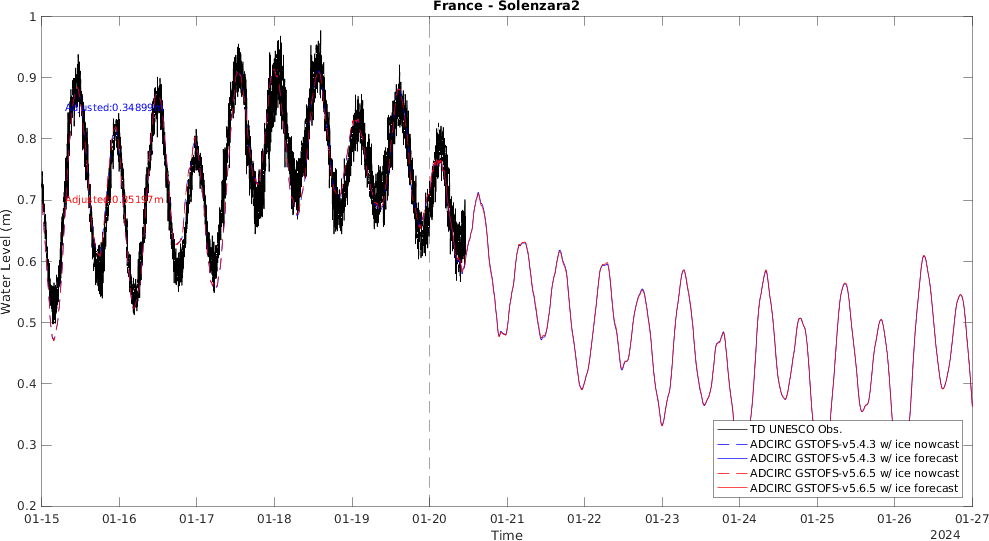 France - Solenzara2
Water Level (m)
1
0.9
0.8
0.7
0.6
0.5
0.4
0.3
0.2
Adjusted:0.34899m
Adjusted:0.35197m
TD UNESCO Obs.
ADCIRC GSTOFS-v5.4.3 w/ ice nowcast
ADCIRC GSTOFS-v5.4.3 w/ ice forecast
ADCIRC GSTOFS-v5.6.5 w/ ice nowcast
ADCIRC GSTOFS-v5.6.5 w/ ice forecast
01-15 01-16 01-17 01-18 01-19 01-20 01-21 01-22 01-23 01-24 01-25 01-26 01-27
Time
2024